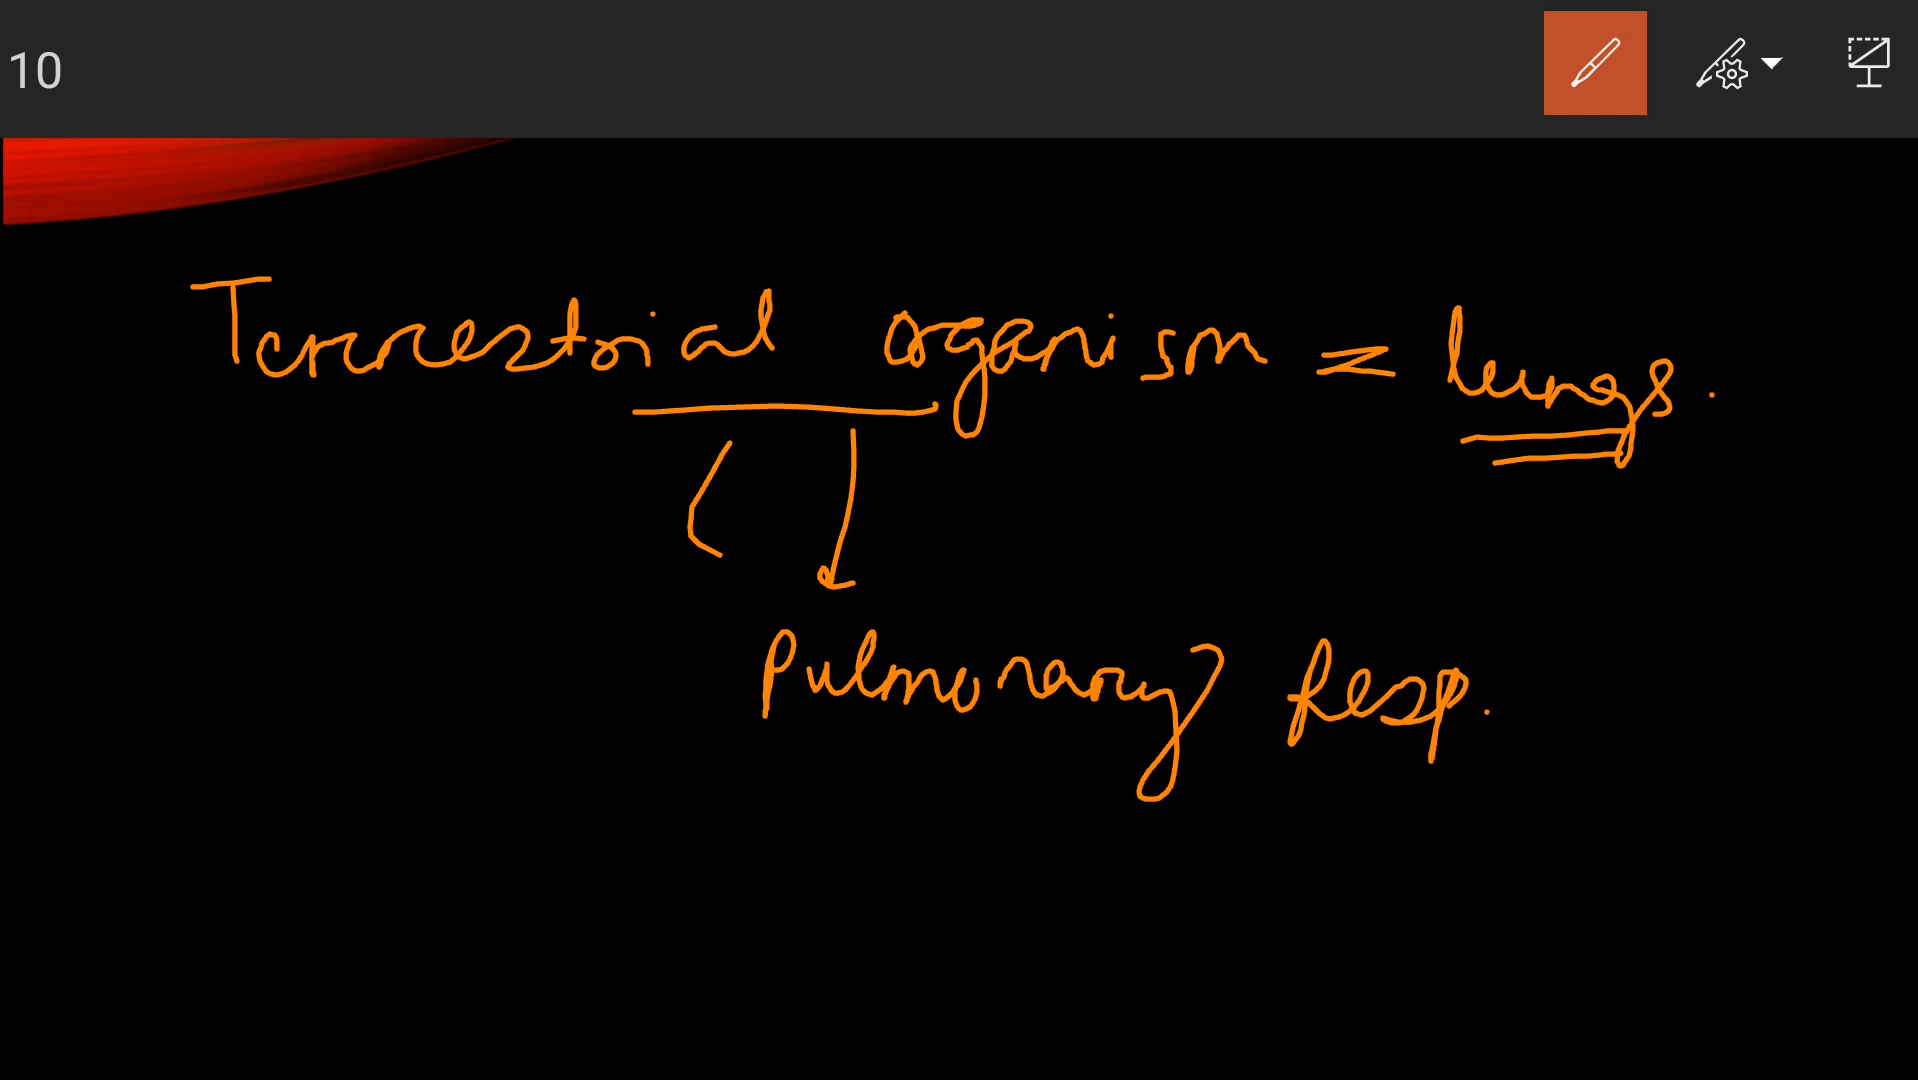 10
Terrestrial organism = lungs.
Pulmonary Resp.